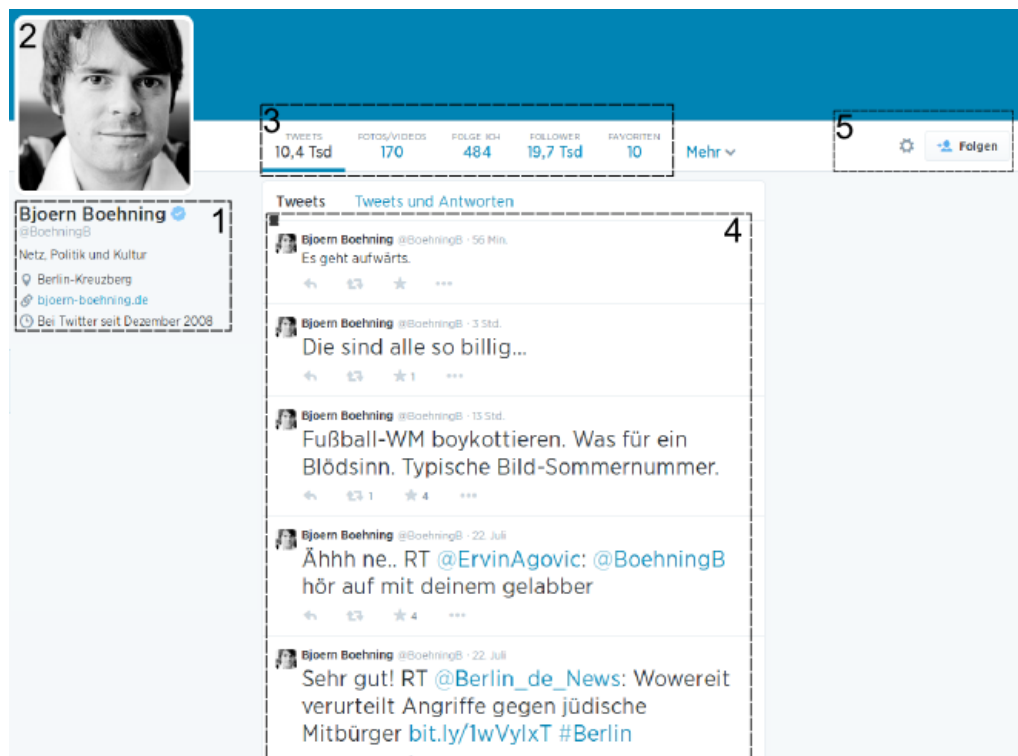 2
3
TWEETS FOTOS/VIDEOS FOLGE ICH FOLLOWER FAVORITEN
10,4 Tsd 170 484 19,7 Tsd 10 Mehr
5
Folgen
Bjoern Boehning
1
@BoehningB
Netz, Politik und Kultur
Berlin-Kreuzberg
bjoern-boehning.de
Bei Twitter seit Dezember 2008
Tweets Tweets und Antworten
4
Bjoern Boehning @BoehningB · 56 Min.
Es geht aufwärts.
Bjoern Boehning @BoehningB · 3 Std.
Die sind alle so billig...
1
Bjoern Boehning @BoehningB · 13 Std.
Fußball-WM boykottieren. Was für ein
Blödsinn. Typische Bild-Sommernummer.
1 4
Bjoern Boehning @BoehningB · 22. Juli
Ähhh ne.. RT @ErvinAgovic: @BoehningB
hör auf mit deinem gelabber
4
Bjoern Boehning @BoehningB · 22. Juli
Sehr gut! RT @Berlin_de_News: Wowereit
verurteilt Angriffe gegen jüdische
Mitbürger bit.ly/1wVylxT #Berlin